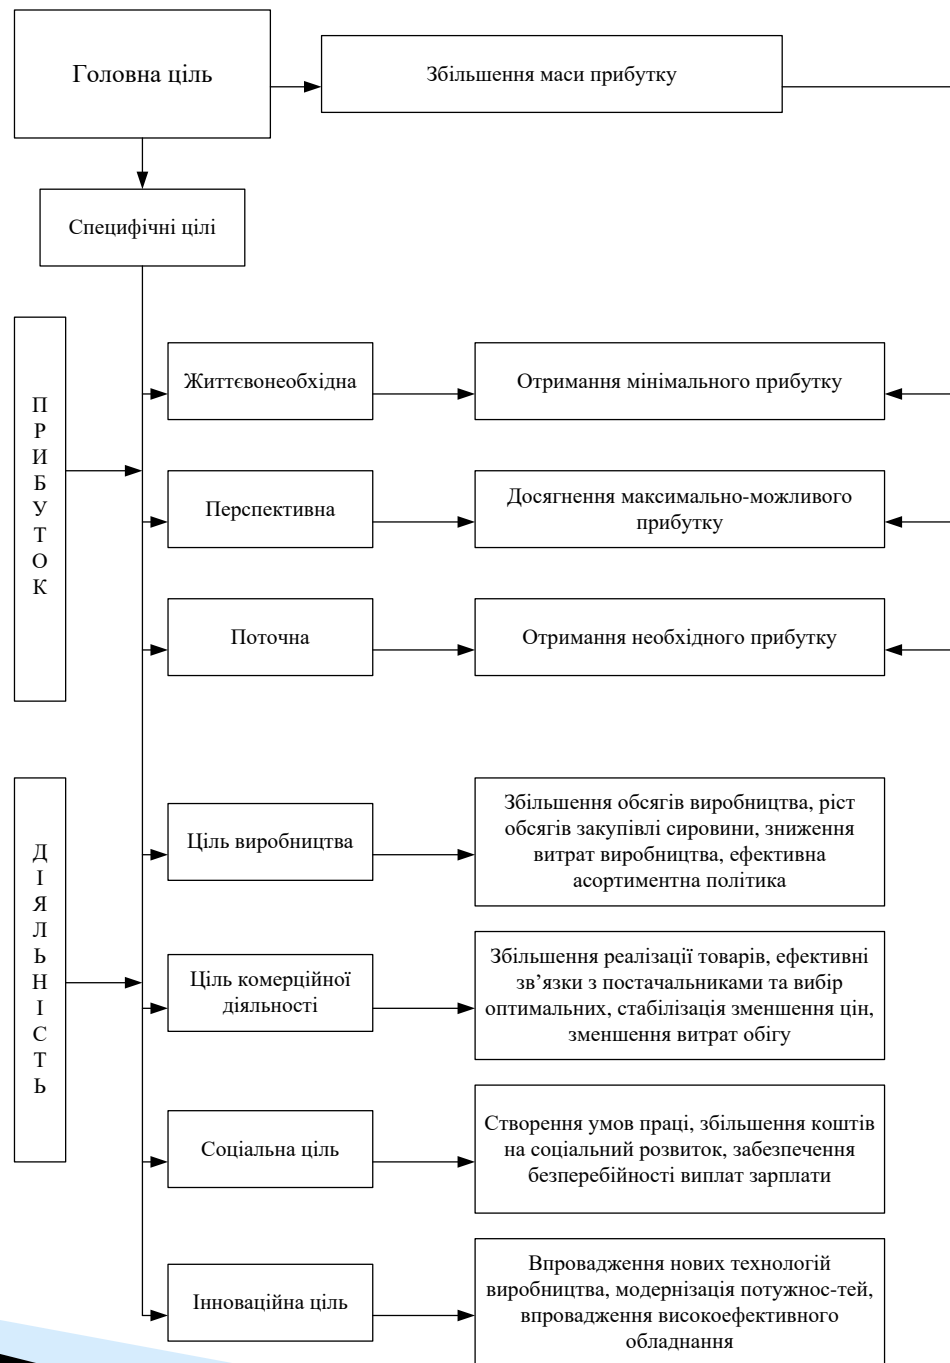 Головна ціль
Збільшення маси прибутку
Специфічні цілі
П
Р
И
Б
У
Т
О
К
Життєвонеобхідна
Отримання мінімального прибутку
Перспективна
Досягнення максимально-можливого
прибутку
Поточна
Отримання необхідного прибутку
Д
І
Я
Л
Ь
Н
І
С
Т
Ь
Ціль виробництва
Збільшення обсягів виробництва, ріст
обсягів закупівлі сировини, зниження
витрат виробництва, ефективна
асортиментна політика
Ціль комерційної
діяльності
Збільшення реалізації товарів, ефективні
зв’язки з постачальниками та вибір
оптимальних, стабілізація зменшення цін,
зменшення витрат обігу
Соціальна ціль
Створення умов праці, збільшення коштів
на соціальний розвиток, забезпечення
безперебійності виплат зарплати
Інноваційна ціль
Впровадження нових технологій
виробництва, модернізація потужнос-тей,
впровадження високоефективного
обладнання